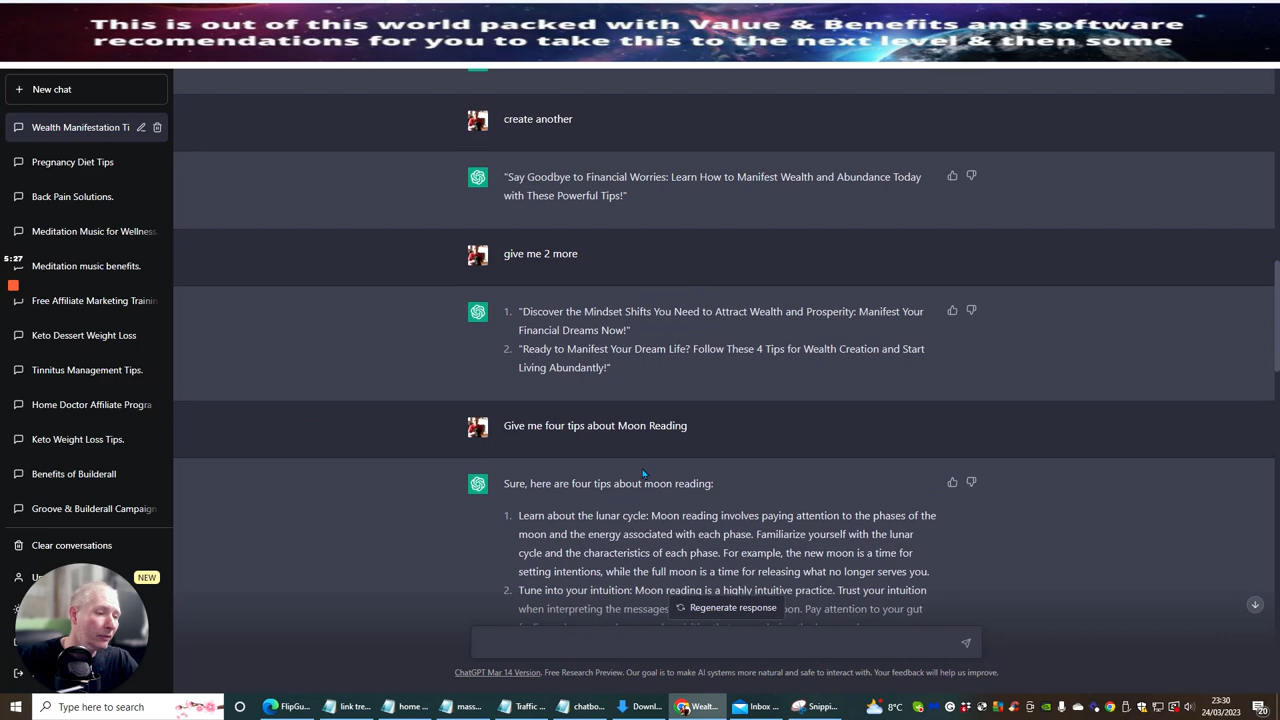 This is out of this world packed with Value & Benefits and software
recomendations for you to take this to the next level & then some
New chat
Wealth Manifestation Ti
Pregnancy Diet Tips
Back Pain Solutions.
Meditation Music for Wellness.
5:27
Meditation music benefits.
Free Affiliate Marketing Trainin
Keto Dessert Weight Loss
Tinnitus Management Tips.
Home Doctor Affiliate Progra
Keto Weight Loss Tips.
Benefits of Builderall
Groove & Builderall Campaign
Clear conversations
NEW
create another
"Say Goodbye to Financial Worries: Learn How to Manifest Wealth and Abundance Today
with These Powerful Tips!"
give me 2 more
1. "Discover the Mindset Shifts You Need to Attract Wealth and Prosperity: Manifest Your
Financial Dreams Now!"
2. "Ready to Manifest Your Dream Life? Follow These 4 Tips for Wealth Creation and Start
Living Abundantly!"
Give me four tips about Moon Reading
Sure, here are four tips about moon reading:
1. Learn about the lunar cycle: Moon reading involves paying attention to the phases of the
moon and the energy associated with each phase. Familiarize yourself with the lunar
cycle and the characteristics of each phase. For example, the new moon is a time for
setting intentions, while the full moon is a time for releasing what no longer serves you.
2. Tune into your intuition: Moon reading is a highly intuitive practice. Trust your intuition
when interpreting the messages
oon. Pay attention to your gut
Regenerate response
ChatGPT Mar 14 Version. Free Research Preview. Our goal is to make AI systems more natural and safe to interact with. Your feedback will help us improve.
Type here to search
FlipGu...
link tre...
home ...
mass...
Traffic ...
chatbo...
Downl...
Wealt...
Inbox ...
Snippi...
8°C
23:30
24/03/2023
20